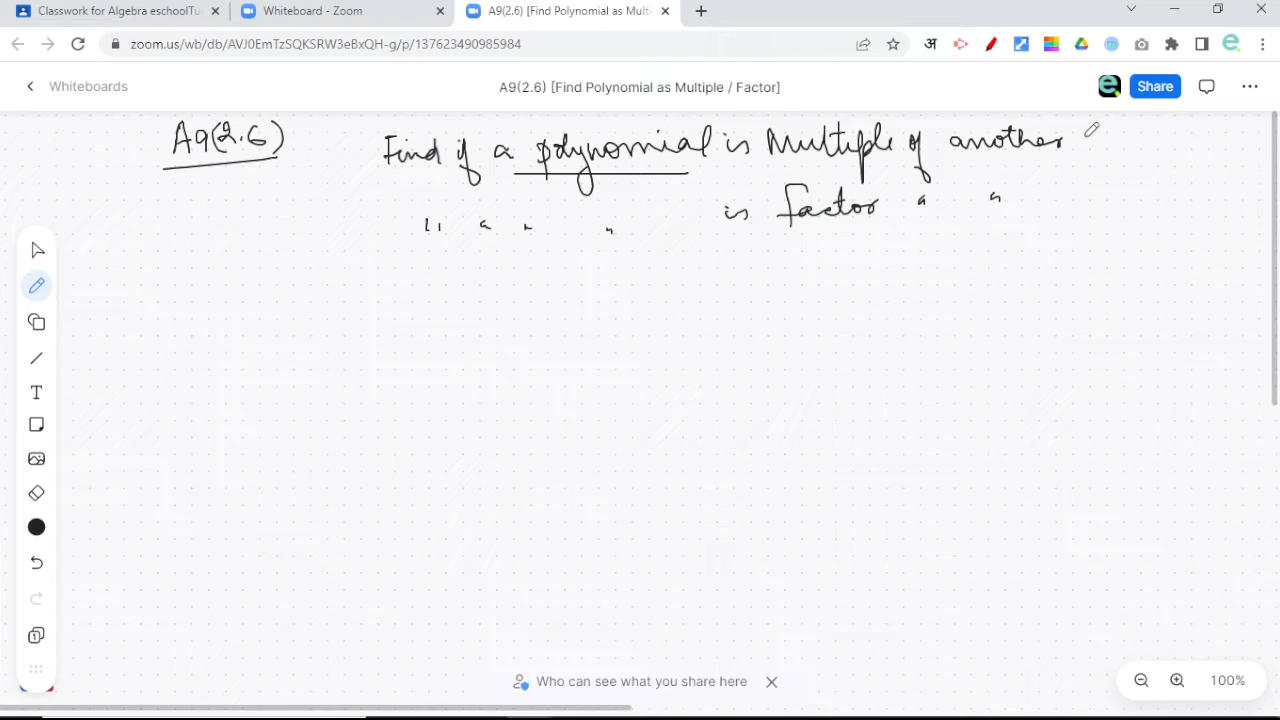 Classwork for Algebra eschoolTu
Whiteboard - Zoom
A9(2.6) [Find Polynomial as Mult
zoom.us/wb/db/AVJ0EmTzSQKSRW3eBxQH-g/p/137623490985984
अ
Whiteboards
A9(2.6) [Find Polynomial as Multiple / Factor]
Share
A9(2.6)
Find if a polynomial is Multiple of another
" " " " is factor " "
T
1
Who can see what you share here
100%